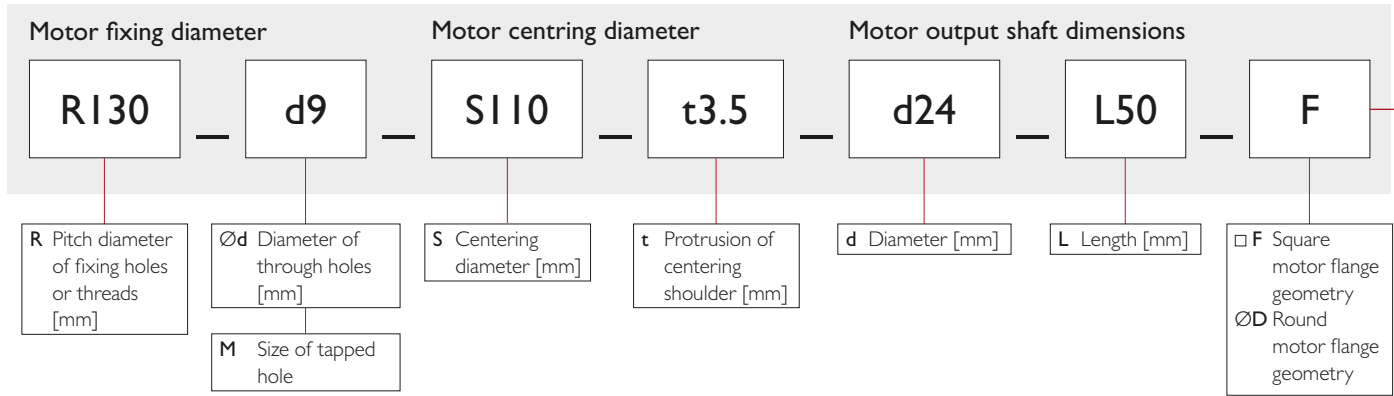 Motor fixing diameter
Motor centring diameter
Motor output shaft dimensions
R130 – d9 – S110 – t3.5 – d24 – L50 – F
R Pitch diameter
of fixing holes
or threads
[mm]
Ød Diameter of
through holes
[mm]
M Size of tapped
hole
S Centering
diameter [mm]
t Protrusion of
centering
shoulder [mm]
d Diameter [mm]
L Length [mm]
□ F Square
motor flange
geometry
ØD Round
motor flange
geometry